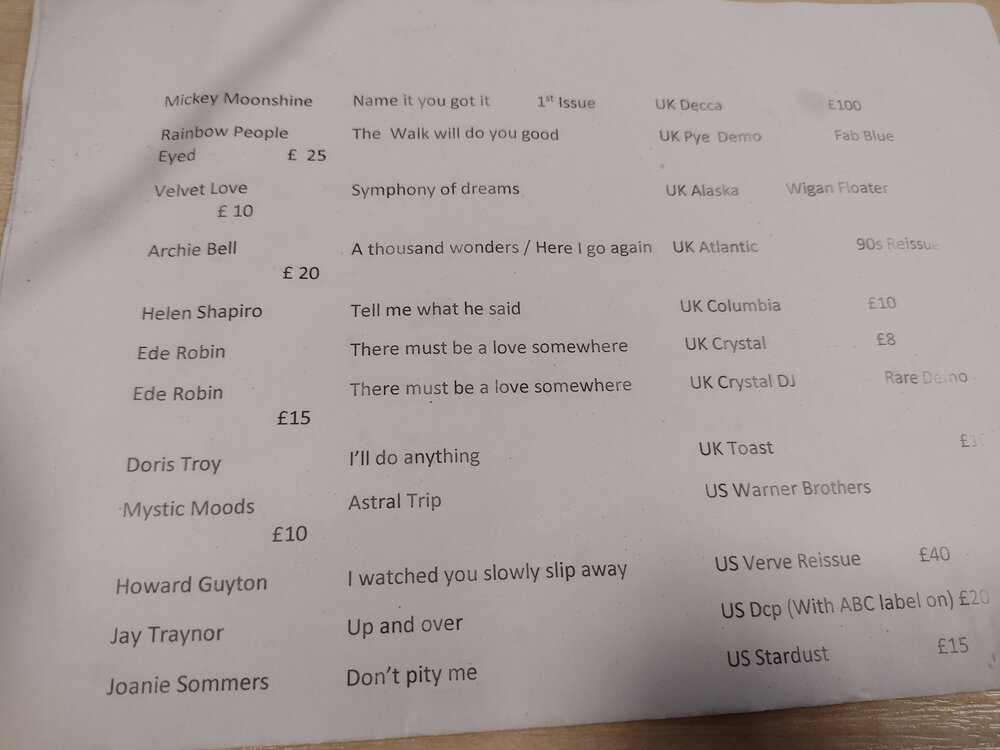 Mickey Moonshine Name it you got it 1st Issue UK Decca £100
Rainbow People The Walk will do you good UK Pye Demo Fab Blue
Eyed £ 25
Velvet Love Symphony of dreams UK Alaska Wigan Floater
£ 10
Archie Bell A thousand wonders / Here I go again UK Atlantic 90s Reissue
£ 20
Helen Shapiro Tell me what he said UK Columbia £10
Ede Robin There must be a love somewhere UK Crystal £8
Ede Robin There must be a love somewhere UK Crystal DJ Rare Demo
£15
Doris Troy I'll do anything UK Toast
Mystic Moods Astral Trip US Warner Brothers
£10
Howard Guyton I watched you slowly slip away US Verve Reissue £40
Jay Traynor Up and over US Dcp (With ABC label on) £20
Joanie Sommers Don't pity me US Stardust £15